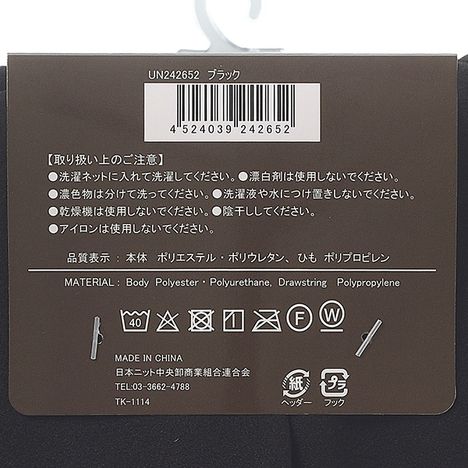 UN242652 ブラック
4 524039 242652
【取り扱い上のご注意】
●洗濯ネットに入れて洗濯してください。●漂白剤は使用しないでください。
●濃色物は分けて洗ってください。●洗濯液や水につけ置きしないでください。
●乾燥機は使用しないでください。●陰干ししてください。
●アイロンは使用しないでください。
品質表示 : 本体 ポリエステル・ポリウレタン、ひも ポリプロピレン
MATERIAL : Body Polyester・Polyurethane, Drawstring Polypropylene
40 F W
MADE IN CHINA
日本ニット中央卸商業組合連合会
TEL:03-3662-4788
TK-1114
紙 プラ
ヘッダー フック